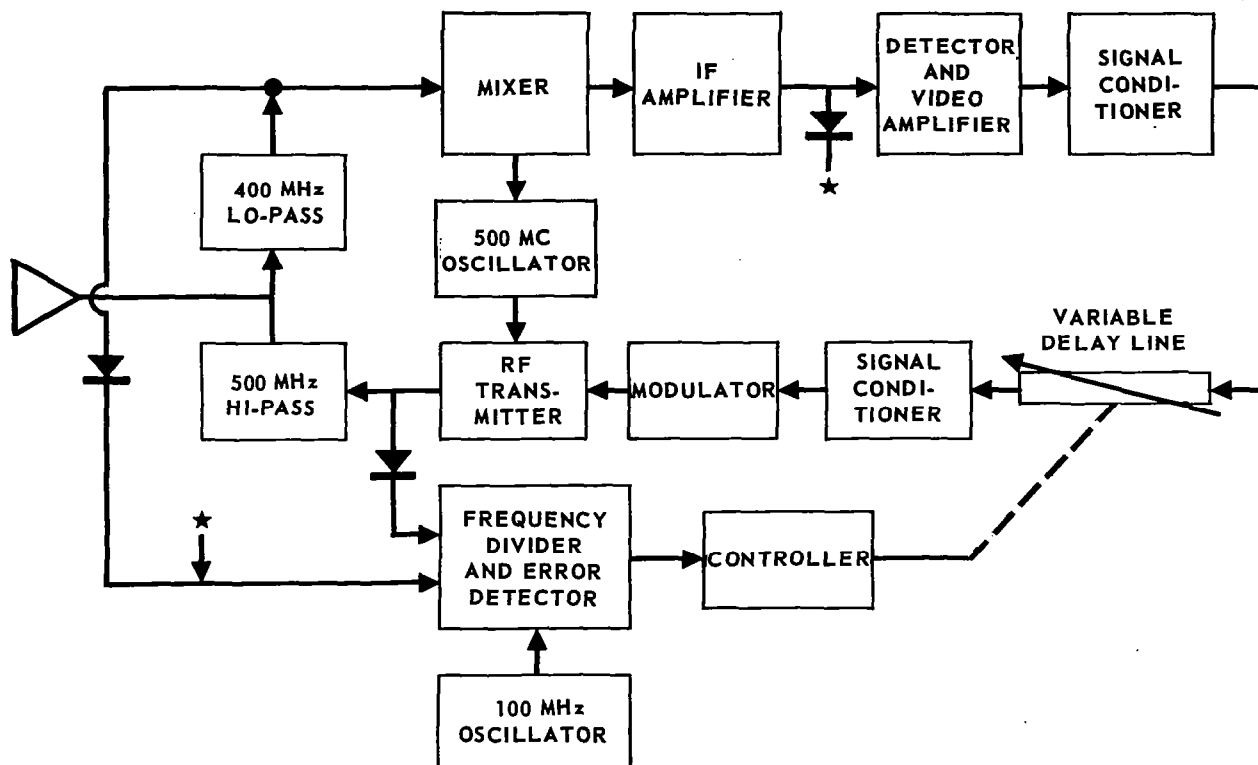 MIXER
IF
AMPLIFIER
DETECTOR
AND
VIDEO
AMPLIFIER
SIGNAL
CONDI-
TIONER
400 MHz
LO-PASS
500 MC
OSCILLATOR
VARIABLE
DELAY LINE
500 MHz
HI-PASS
RF
TRANS-
MITTER
MODULATOR
SIGNAL
CONDI-
TIONER
FREQUENCY
DIVIDER
AND ERROR
DETECTOR
CONTROLLER
100 MHz
OSCILLATOR